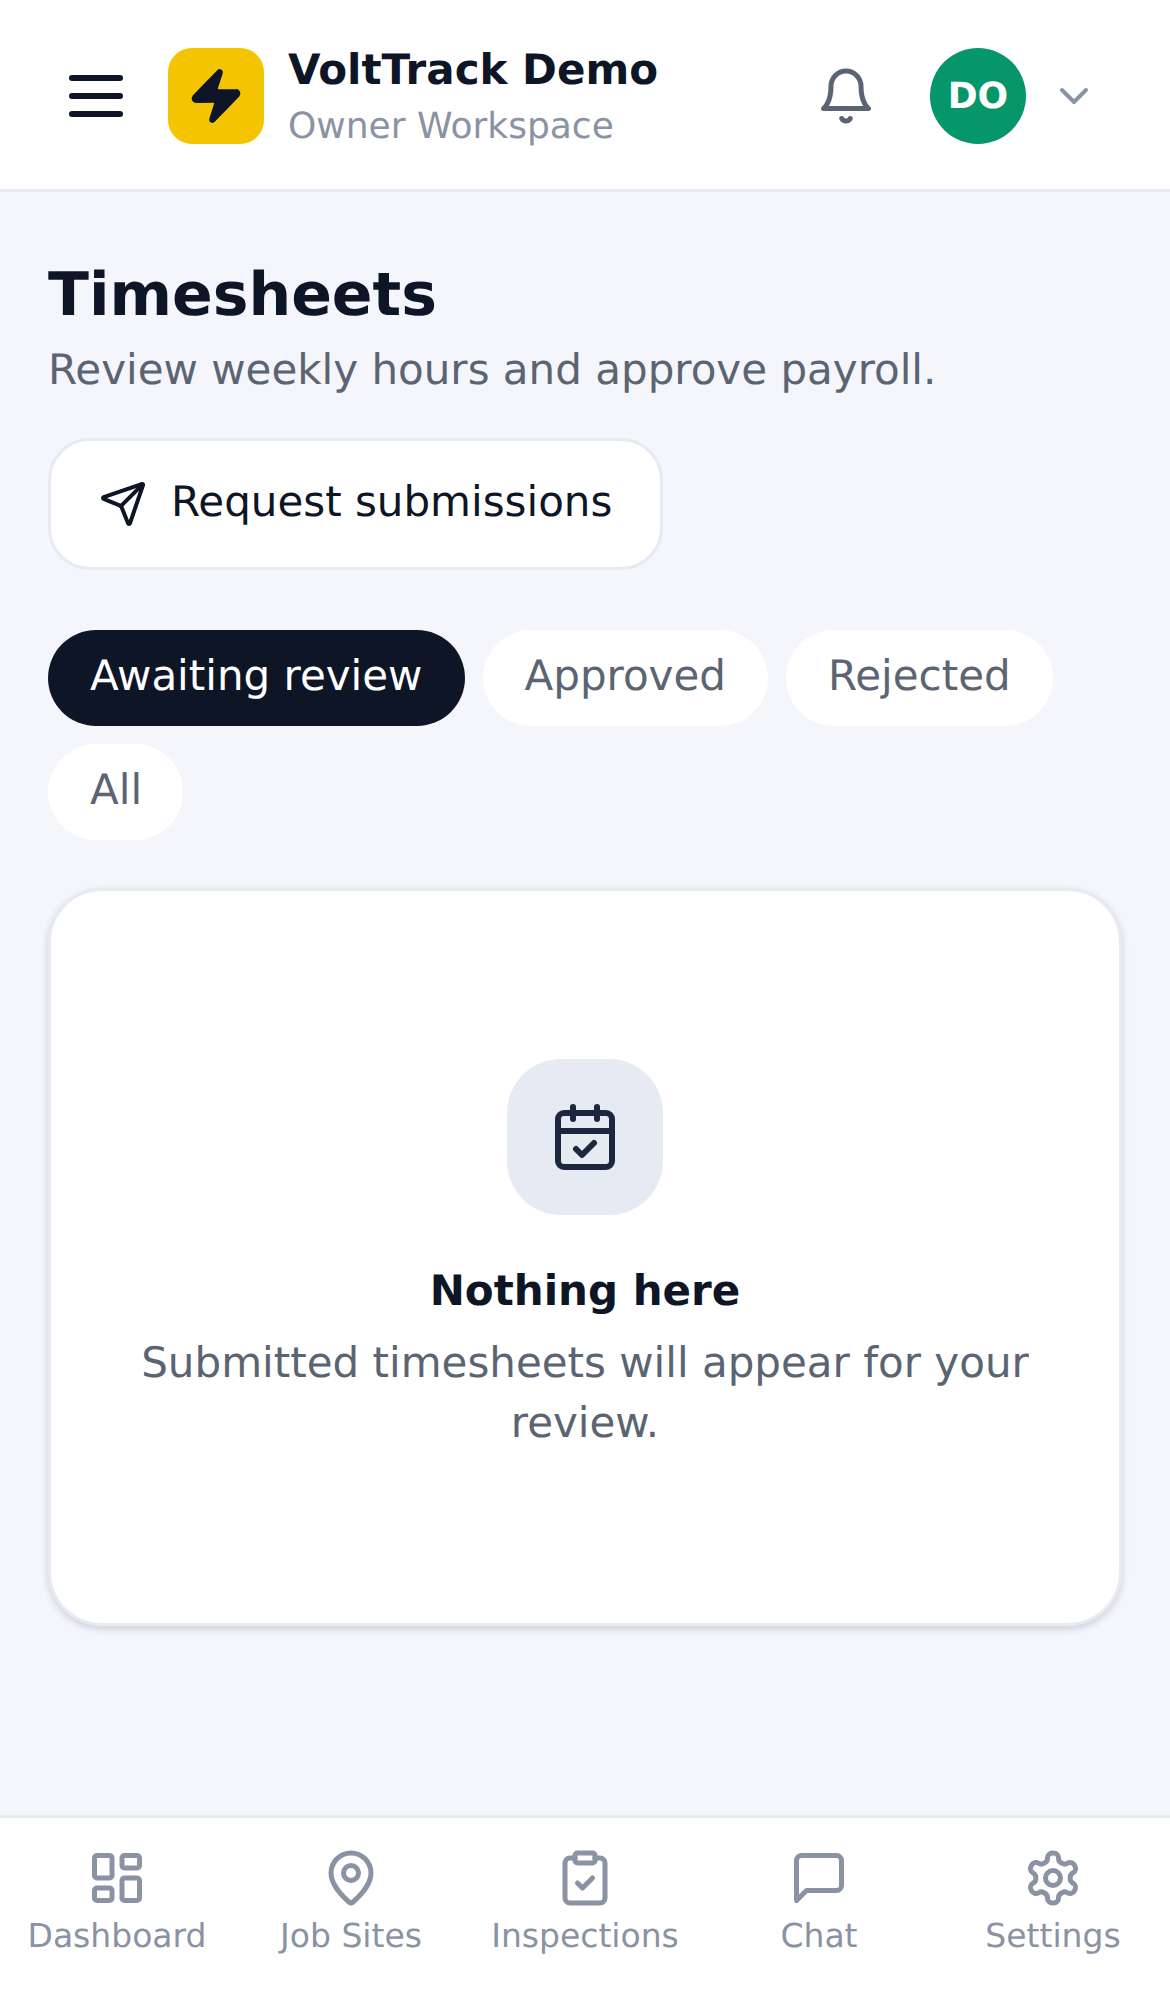 VoltTrack Demo
Owner Workspace
DO
Timesheets
Review weekly hours and approve payroll.
Request submissions
Awaiting review
Approved
Rejected
All
Nothing here
Submitted timesheets will appear for your
review.
Dashboard
Job Sites
Inspections
Chat
Settings